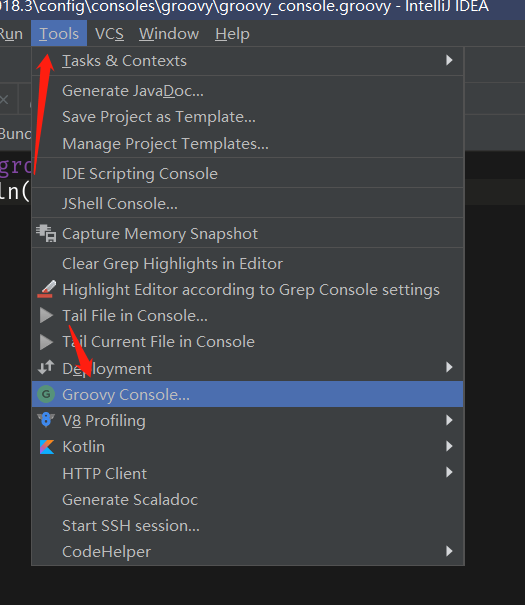 018.3\config\consoles\groovy\groovy_console.groovy - IntelliJ IDEA
Run Tools VCS Window Help
Tasks & Contexts
Generate JavaDoc...
Save Project as Template...
Manage Project Templates...
IDE Scripting Console
JShell Console...
Capture Memory Snapshot
Clear Grep Highlights in Editor
Highlight Editor according to Grep Console settings
Tail File in Console...
Tail Current File in Console
Deployment
G Groovy Console...
V8 Profiling
Kotlin
HTTP Client
Generate Scaladoc
Start SSH session...
CodeHelper
Bunc
gro
ln(